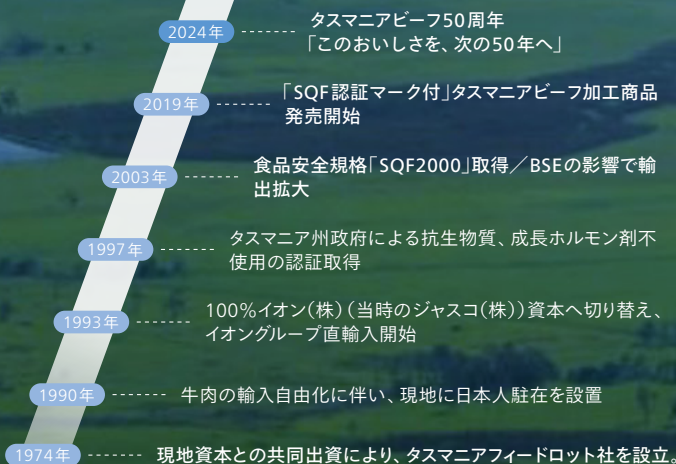 2024年
タスマニアビーフ50周年
「このおいしさを、次の50年へ」
2019年
「SQF認証マーク付」タスマニアビーフ加工商品
発売開始
2003年
食品安全規格「SQF2000」取得／BSEの影響で輸
出拡大
1997年
タスマニア州政府による抗生物質、成長ホルモン剤不
使用の認証取得
1993年
100％イオン(株)(当時のジャスコ(株))資本へ切り替え、
イオングループ直輸入開始
1990年
牛肉の輸入自由化に伴い、現地に日本人駐在を設置
1974年
現地資本との共同出資により、タスマニアフィードロット社を設立。